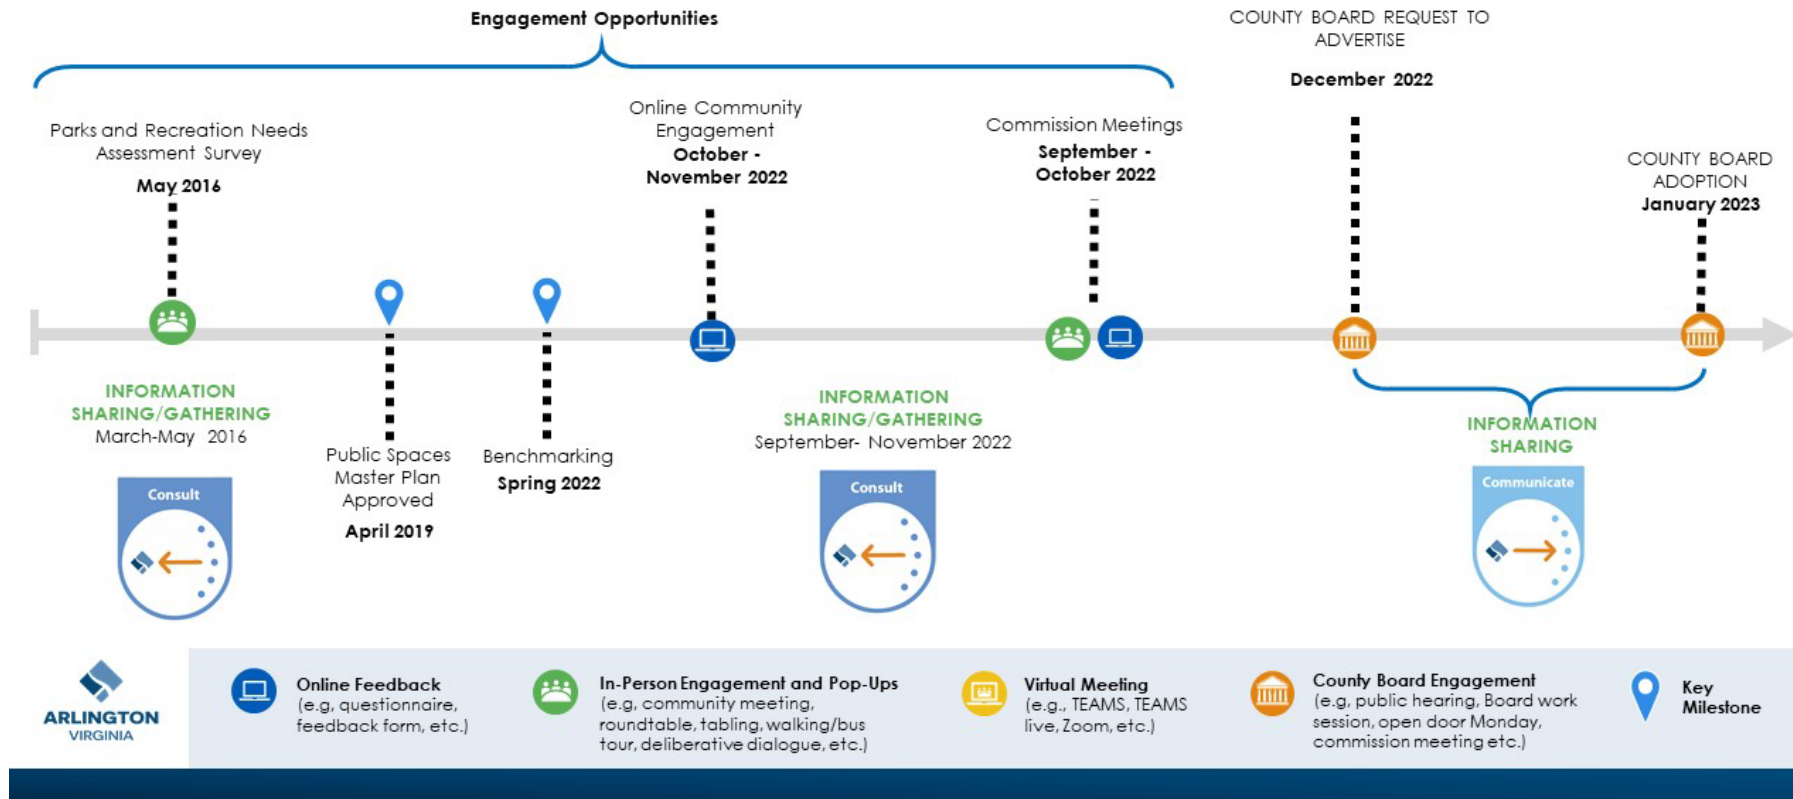 Engagement Opportunities
COUNTY BOARD REQUEST TO
ADVERTISE
December 2022
Parks and Recreation Needs
Assessment Survey
May 2016
Online Community
Engagement
October -
November 2022
Commission Meetings
September -
October 2022
COUNTY BOARD
ADOPTION
January 2023
INFORMATION
SHARING/GATHERING
March-May 2016
Consult
Public Spaces
Master Plan
Approved
April 2019
Benchmarking
Spring 2022
INFORMATION
SHARING/GATHERING
September- November 2022
Consult
INFORMATION
SHARING
Communicate
ARLINGTON
VIRGINIA
Online Feedback
(e.g, questionnaire,
feedback form, etc.)
In-Person Engagement and Pop-Ups
(e.g, community meeting,
roundtable, tabling, walking/bus
tour, deliberative dialogue, etc.)
Virtual Meeting
(e.g., TEAMS, TEAMS
live, Zoom, etc.)
County Board Engagement
(e.g, public hearing, Board work
session, open door Monday,
commission meeting etc.)
Key
Milestone